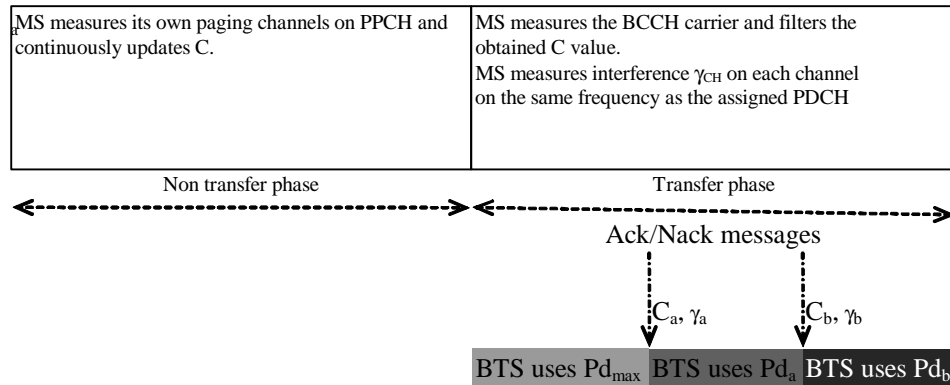 aMS measures its own paging channels on PPCH and
continuously updates C.
MS measures the BCCH carrier and filters the
obtained C value.
MS measures interference γCH on each channel
on the same frequency as the assigned PDCH
Non transfer phase
Transfer phase
Ack/Nack messages
Ca, γa
Cb, γb
BTS uses Pdmax
BTS uses Pda
BTS uses Pdb